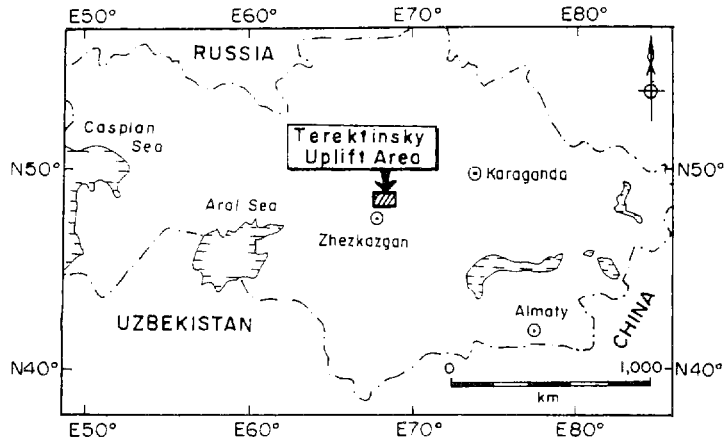 E50° E60° E70° E80°
RUSSIA
Caspian
Sea
Terektinsky
Uplift Area
N50° N50°
Karaganda
Aral Sea
Zhezkazgan
Almaty
UZBEKISTAN
CHINA
N40° N40°
0 1,000
km
E50° E60° E70° E80°